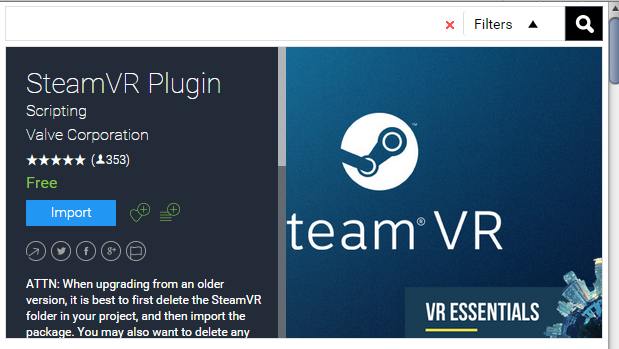 Filters
SteamVR Plugin
Scripting
Valve Corporation
★★★★★ (353)
Free
Import
ATTN: When upgrading from an older
version, it is best to first delete the SteamVR
folder in your project, and then import the
package. You may also want to delete any
team® VR
VR ESSENTIALS